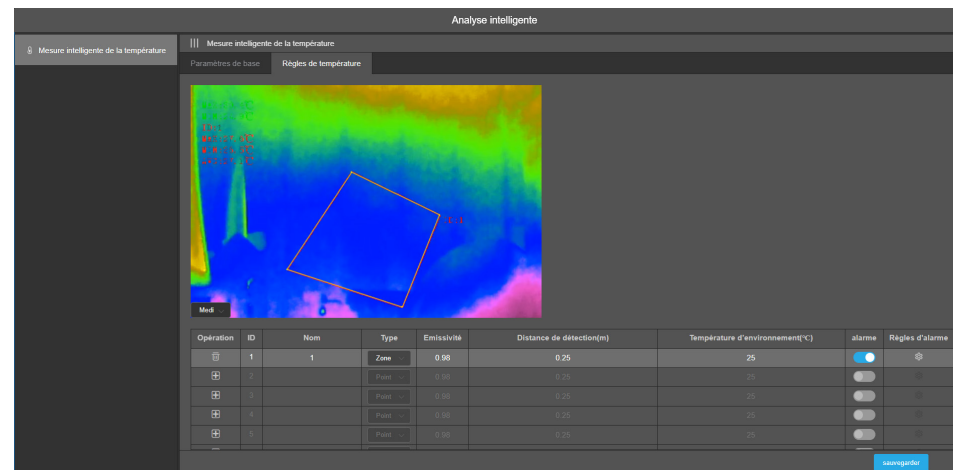 Analyse intelligente
Mesure intelligente de la température
Mesure intelligente de la température
Paramètres de base Règles de température
Medi
Opération ID Nom Type Emissivité Distance de détection(m) Température d'environnement(℃) alarme Règles d'alarme
1 1 Zone 0.98 0.25 25
2 Point 0.98 0.25 25
3 Point 0.98 0.25 25
4 Point 0.98 0.25 25
5 Point 0.98 0.25 25
sauvegarder